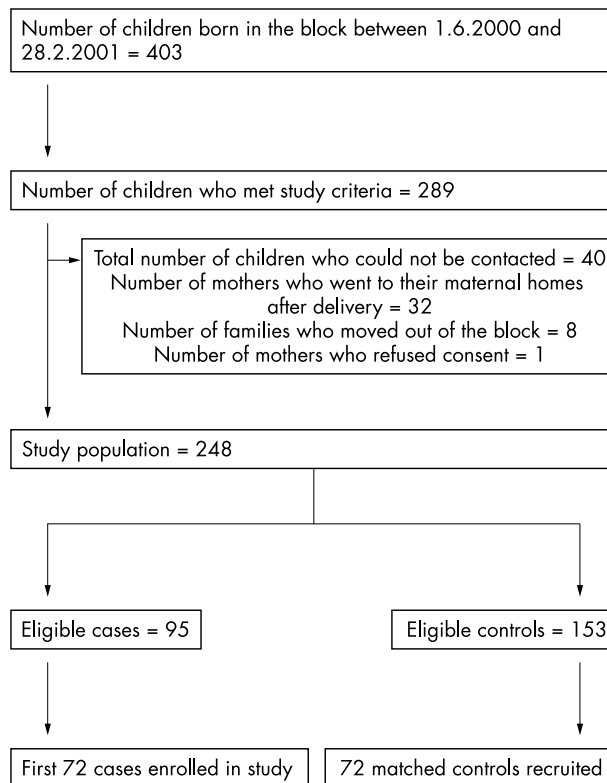 Number of children born in the block between 1.6.2000 and
28.2.2001 = 403
Number of children who met study criteria = 289
Total number of children who could not be contacted = 40
Number of mothers who went to their maternal homes
after delivery = 32
Number of families who moved out of the block = 8
Number of mothers who refused consent = 1
Study population = 248
Eligible cases = 95
Eligible controls = 153
First 72 cases enrolled in study
72 matched controls recruited